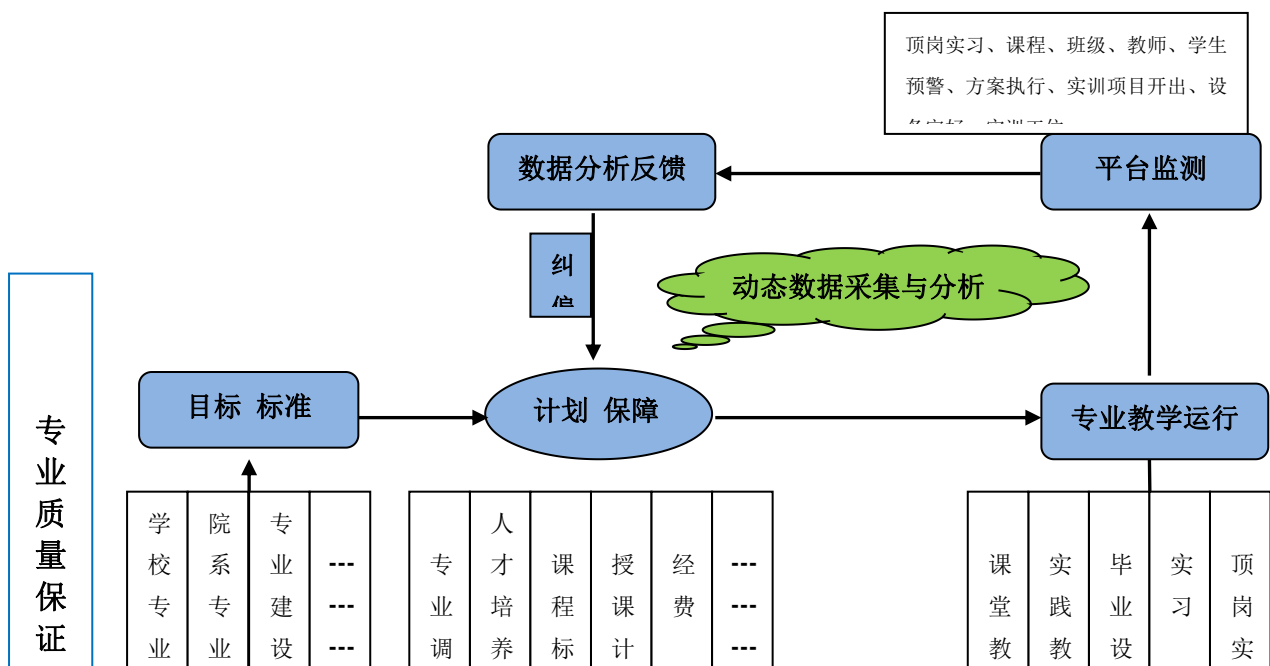 顶岗实习、课程、班级、教师、学生
预警、方案执行、实训项目开出、设
数据分析反馈
平台监测
纠
动态数据采集与分析
目标 标准
计划 保障
专业教学运行
专业质量保证
学校专业
院系专业
专业建设
---
---
---
专业调
人才培养
课程标
授课计
经费
---
---
---
课堂教
实践教
毕业设
实习
顶岗实